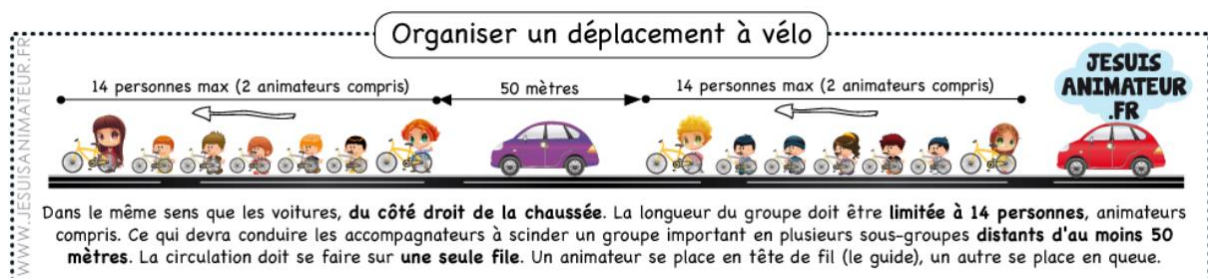 Organiser un déplacement à vélo
JESUIS
ANIMATEUR
.FR
14 personnes max (2 animateurs compris)
50 mètres
14 personnes max (2 animateurs compris)
Dans le même sens que les voitures, du côté droit de la chaussée. La longueur du groupe doit être limitée à 14 personnes, animateurs
compris. Ce qui devra conduire les accompagnateurs à scinder un groupe important en plusieurs sous-groupes distants d'au moins 50
mètres. La circulation doit se faire sur une seule file. Un animateur se place en tête de fil (le guide), un autre se place en queue.
WWW.JESUISANIMATEUR.FR